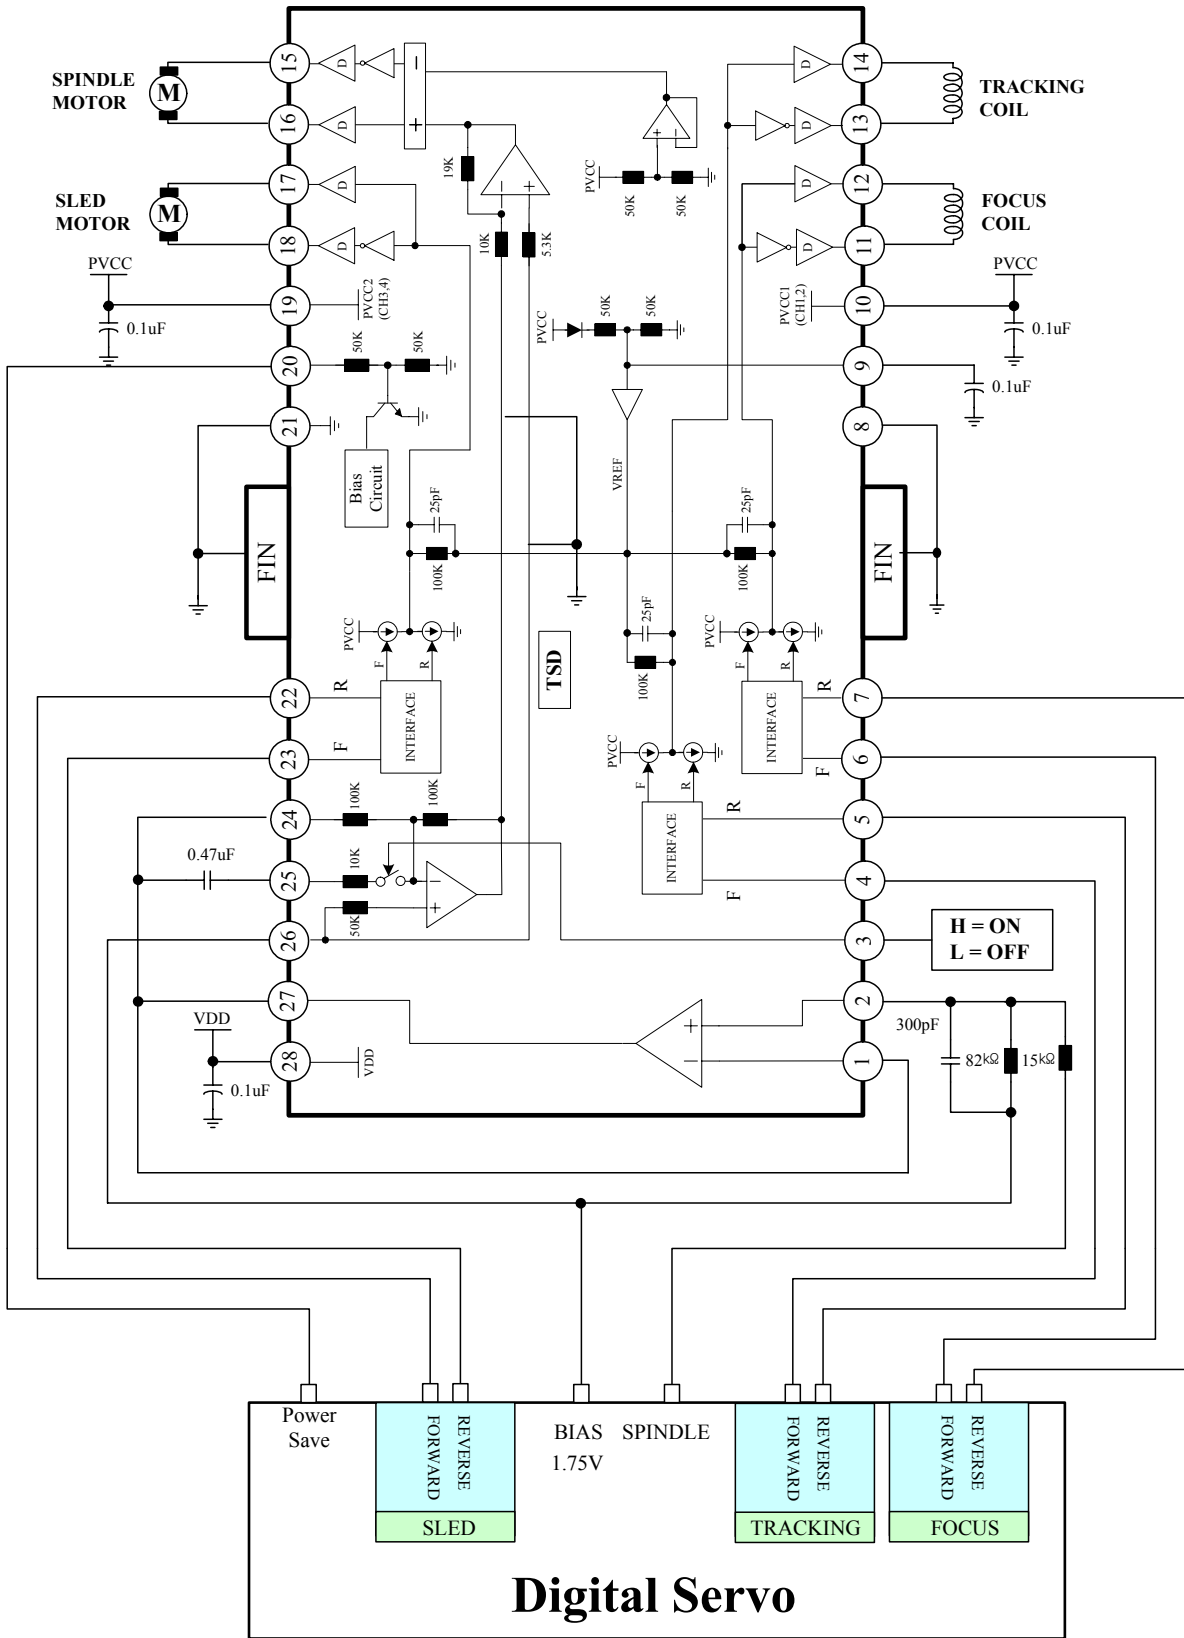 SPINDLE
MOTOR
M
15
16
D
D
−
+
14
13
D
D
TRACKING
COIL
19K
−
+
+
−
PVCC
50K
50K
SLED
MOTOR
M
17
18
D
D
10K
5.3K
12
11
D
D
FOCUS
COIL
PVCC
0.1uF
19
PVCC2
(CH3,4)
PVCC
50K
50K
PVCC1
(CH1,2)
10
PVCC
0.1uF
20
50K
50K
9
0.1uF
21
Bias
Circuit
VREF
8
25pF
100K
25pF
100K
FIN
FIN
25pF
100K
PVCC
F
R
TSD
PVCC
F
R
22
R
23
F
INTERFACE
PVCC
F
R
INTERFACE
R
7
F
6
24
100K
100K
INTERFACE
R
5
F
4
0.47uF
25
10K
−
+
50K
26
3
H = ON
L = OFF
27
+
−
2
1
300pF
82kΩ
15kΩ
VDD
0.1uF
28
VDD
Power
Save
FORWARD
REVERSE
SLED
BIAS
1.75V
SPINDLE
FORWARD
REVERSE
TRACKING
FORWARD
REVERSE
FOCUS
Digital Servo